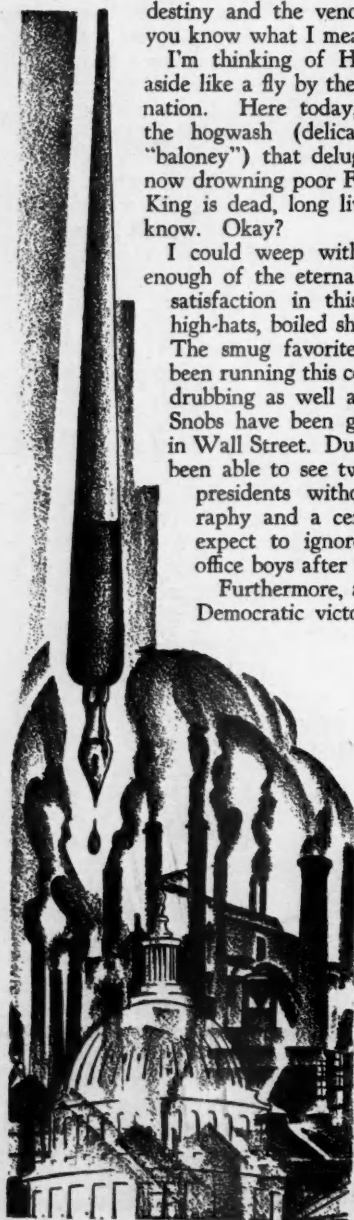 destiny and the vend
you know what I mea
I'm thinking of H
aside like a fly by the
nation. Here today,
the hogwash (delica
"baloney") that delug
now drowning poor F
King is dead, long liv
know. Okay?
I could weep with
enough of the eternal
satisfaction in this
high-hats, boiled sh
The smug favorite
been running this co
drubbing as well a
Snobs have been g
in Wall Street. Du
been able to see tw
presidents witho
raphy and a cer
expect to ignor
office boys after
Furthermore, a
Democratic victo